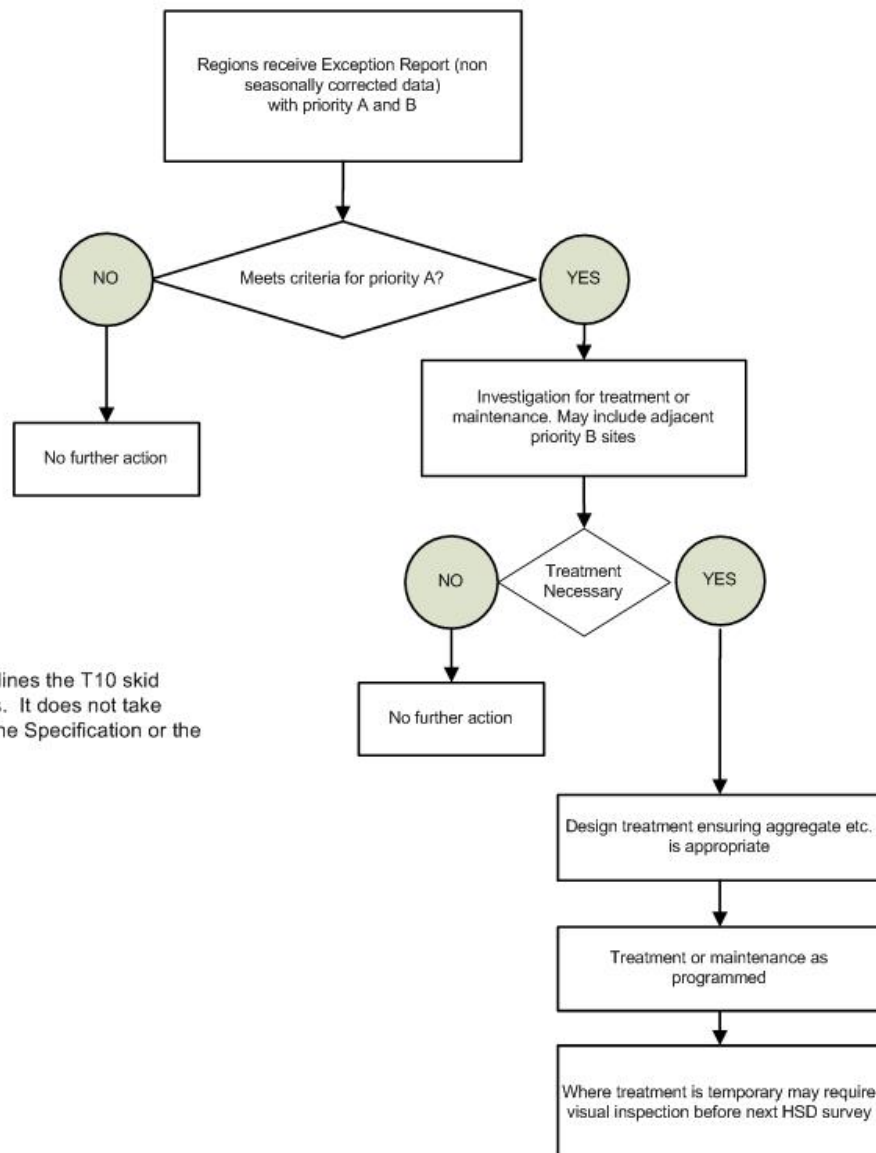 Regions receive Exception Report (non
seasonally corrected data)
with priority A and B
NO
Meets criteria for priority A?
YES
No further action
Investigation for treatment or
maintenance. May include adjacent
priority B sites
NO
Treatment
Necessary
YES
lines the T10 skid
s. It does not take
ne Specification or the
No further action
Design treatment ensuring aggregate etc.
is appropriate
Treatment or maintenance as
programmed
Where treatment is temporary may require
visual inspection before next HSD survey